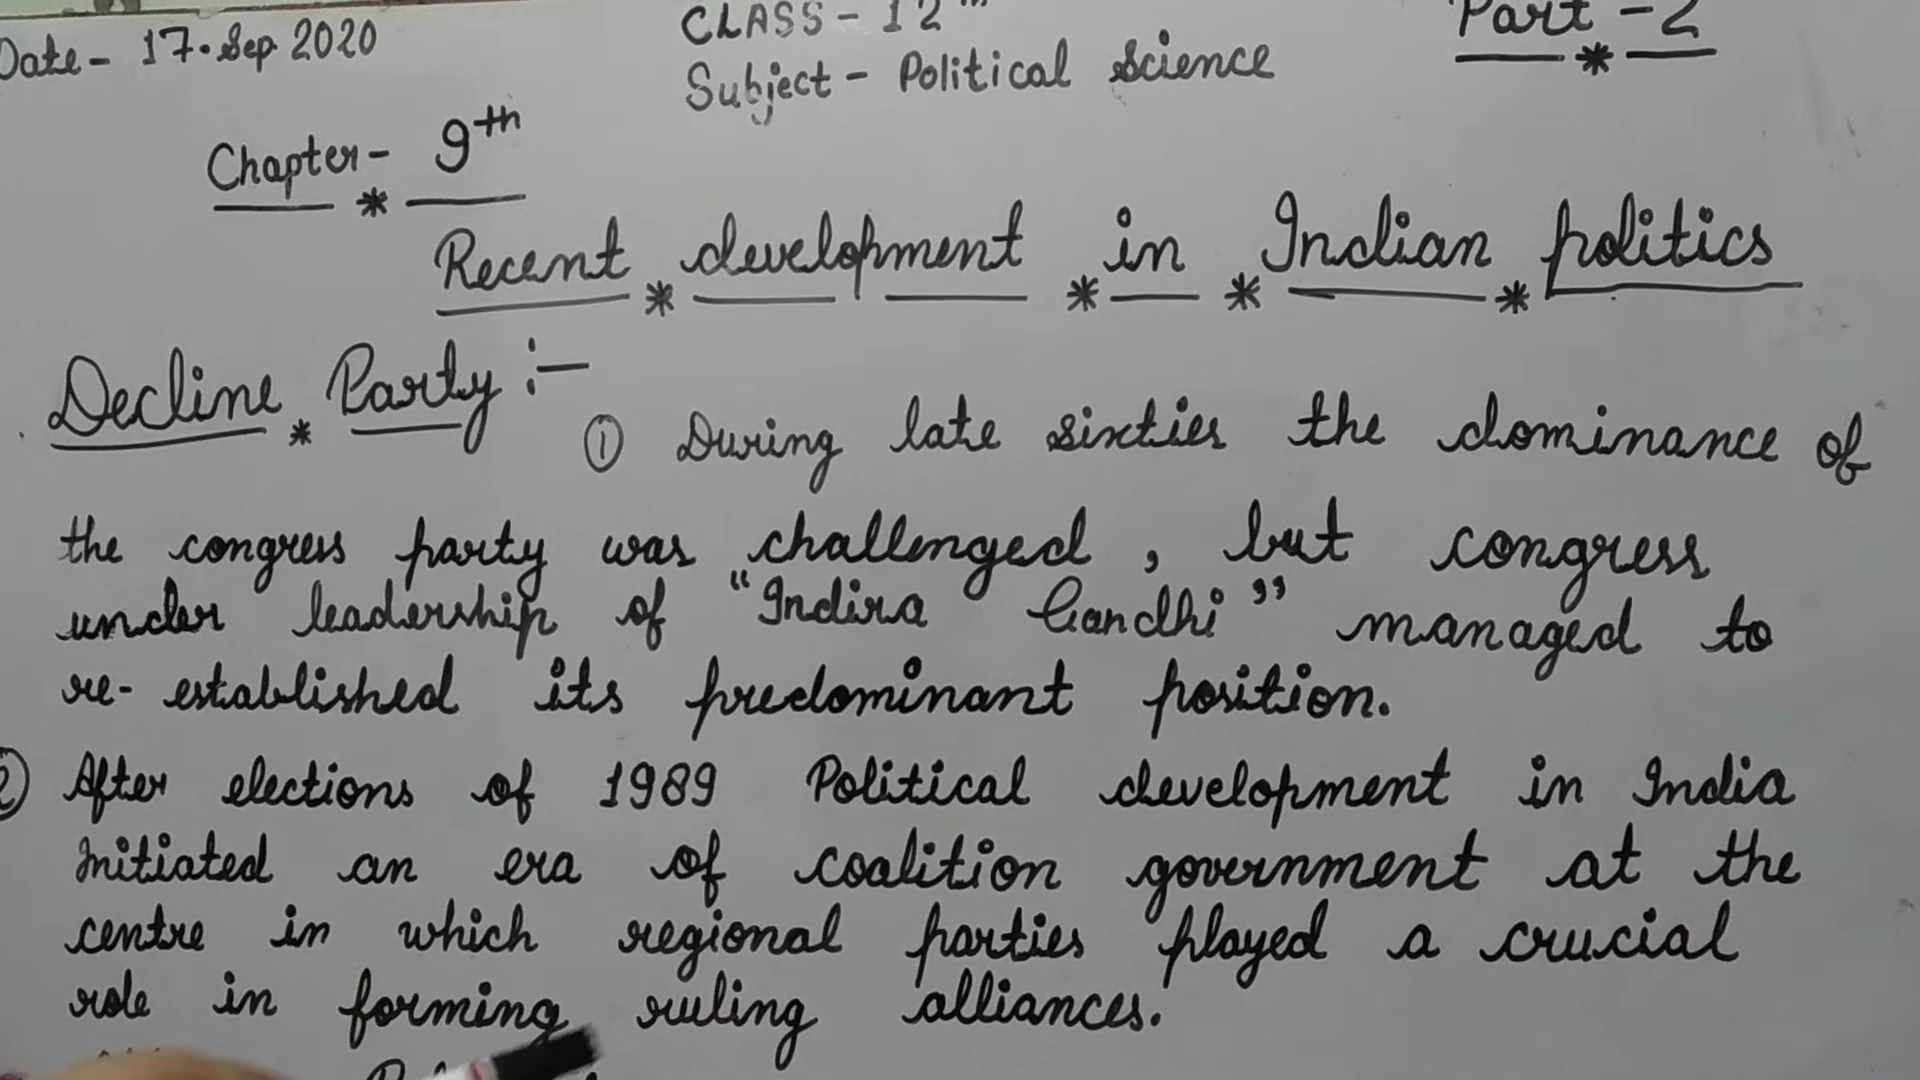 Date- 17.Sep 2020
CLASS - 12th
Part -2
Subject- Political Science
Chapter- 9th
Recent development in Indian politics
Decline Party :-
① During late sixties the dominance of
the congress party was challenged, but congress
under leadership of "Indira Gandhi" managed to
re-established its predominant position.
② After elections of 1989 Political development in India
Initiated an era of coalition government at the
centre in which regional parties played a crucial
role in forming ruling alliances.